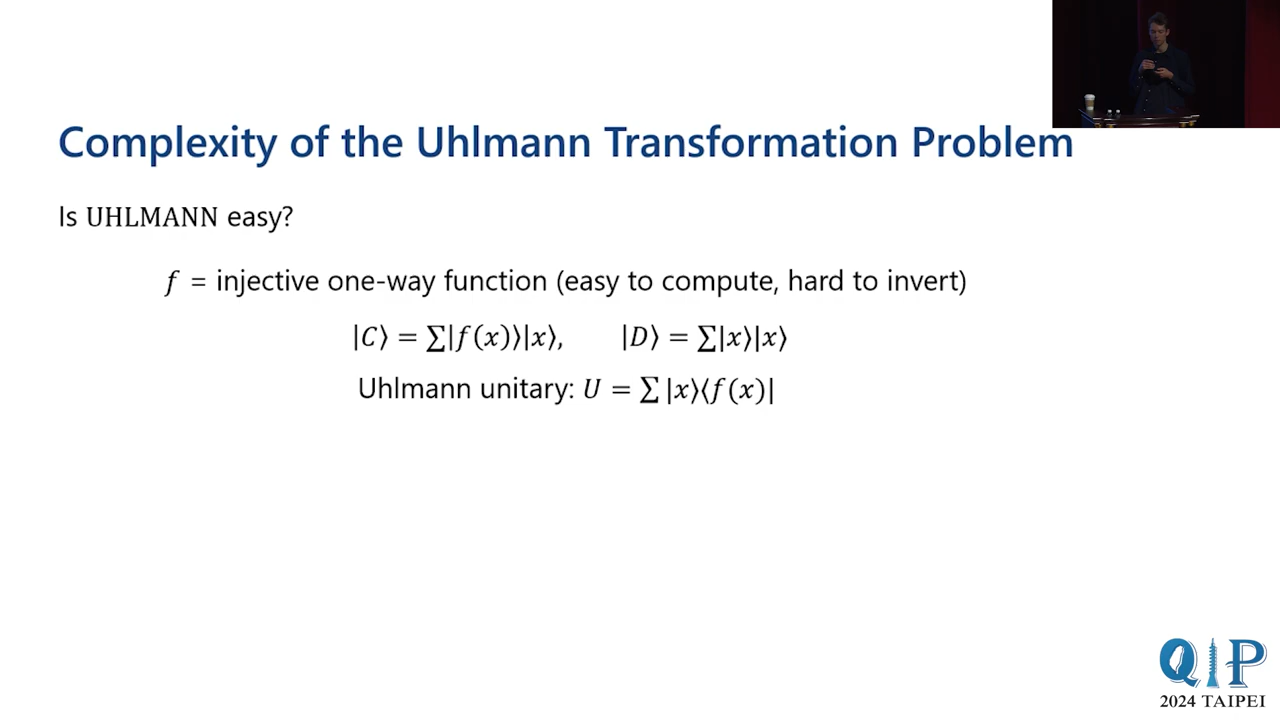 Complexity of the Uhlmann Transformation Problem
Is UHLMANN easy?
f = injective one-way function (easy to compute, hard to invert)
|C⟩ = ∑|f(x)⟩|x⟩, |D⟩ = ∑|x⟩|x⟩
Uhlmann unitary: U = ∑ |x⟩⟨f(x)|
QIP
2024 TAIPEI